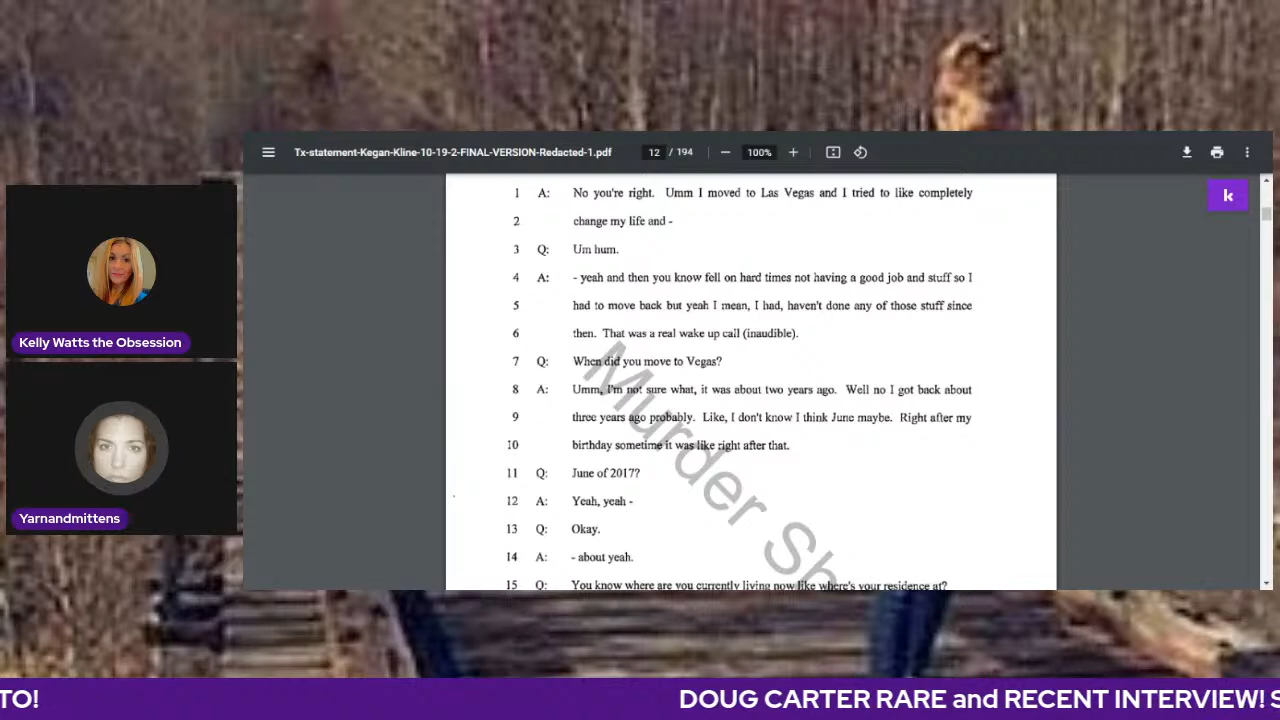 Tx-statement-Kegan-Kline-10-19-2-FINAL-VERSION-Redacted-1.pdf 12 / 194 100%
k
1 A: No you're right. Umm I moved to Las Vegas and I tried to like completely
2 change my life and -
3 Q: Um hum.
4 A: - yeah and then you know fell on hard times not having a good job and stuff so I
5 had to move back but yeah I mean, I had, haven't done any of those stuff since
6 then. That was a real wake up call (inaudible).
7 Q: When did you move to Vegas?
8 A: Umm, I'm not sure what, it was about two years ago. Well no I got back about
9 three years ago probably. Like, I don't know I think June maybe. Right after my
10 birthday sometime it was like right after that.
11 Q: June of 2017?
12 A: Yeah, yeah -
13 Q: Okay.
14 A: - about yeah.
15 Q: You know where are you currently living now like where's your residence at?
Murder Sh
Kelly Watts the Obsession
Yarnandmittens
TO! DOUG CARTER RARE and RECENT INTERVIEW! S